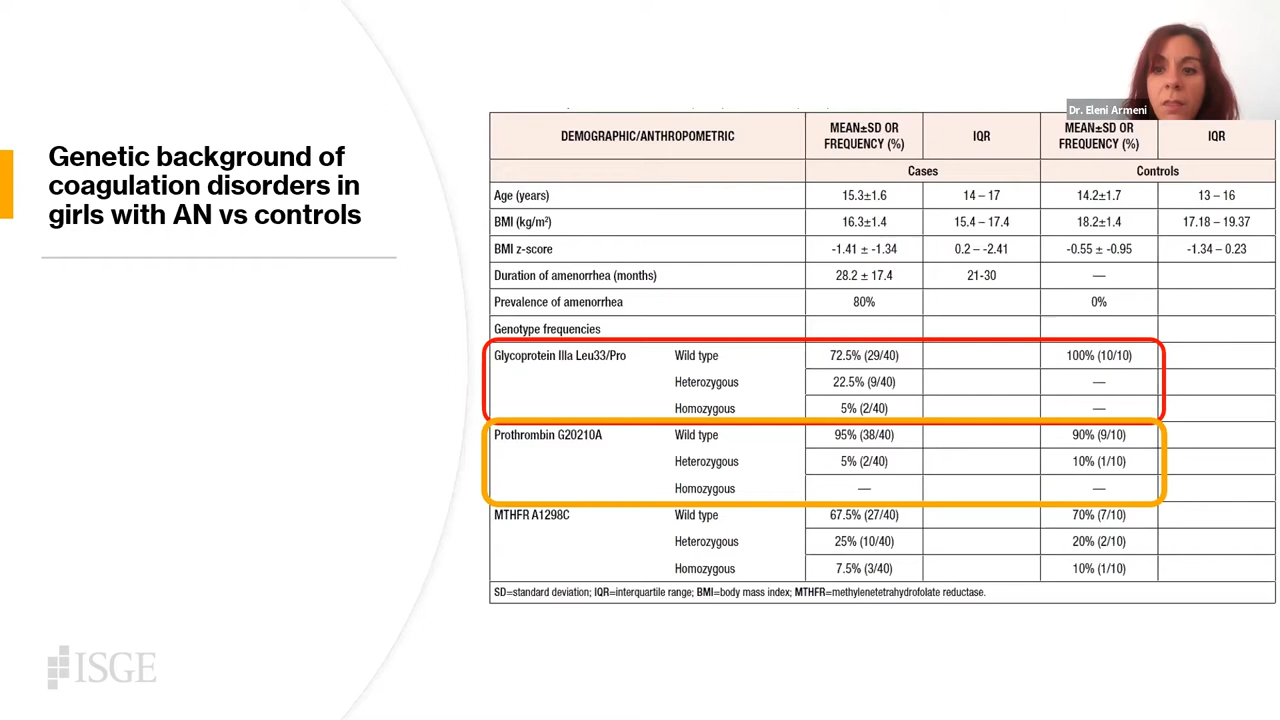 Dr. Eleni Armeni
Genetic background of
coagulation disorders in
girls with AN vs controls
DEMOGRAPHIC/ANTHROPOMETRIC MEAN±SD OR FREQUENCY (%) IQR MEAN±SD OR FREQUENCY (%) IQR
Cases Controls
Age (years) 15.3±1.6 14 – 17 14.2±1.7 13 – 16
BMI (kg/m²) 16.3±1.4 15.4 – 17.4 18.2±1.4 17.18 – 19.37
BMI z-score -1.41 ± -1.34 0.2 – -2.41 -0.55 ± -0.95 -1.34 – 0.23
Duration of amenorrhea (months) 28.2 ± 17.4 21-30 —
Prevalence of amenorrhea 80% 0%
Genotype frequencies
Glycoprotein IIIa Leu33/Pro Wild type 72.5% (29/40) 100% (10/10)
Heterozygous 22.5% (9/40) —
Homozygous 5% (2/40) —
Prothrombin G20210A Wild type 95% (38/40) 90% (9/10)
Heterozygous 5% (2/40) 10% (1/10)
Homozygous — —
MTHFR A1298C Wild type 67.5% (27/40) 70% (7/10)
Heterozygous 25% (10/40) 20% (2/10)
Homozygous 7.5% (3/40) 10% (1/10)
SD=standard deviation; IQR=interquartile range; BMI=body mass index; MTHFR=methylenetetrahydrofolate reductase.
ISGE